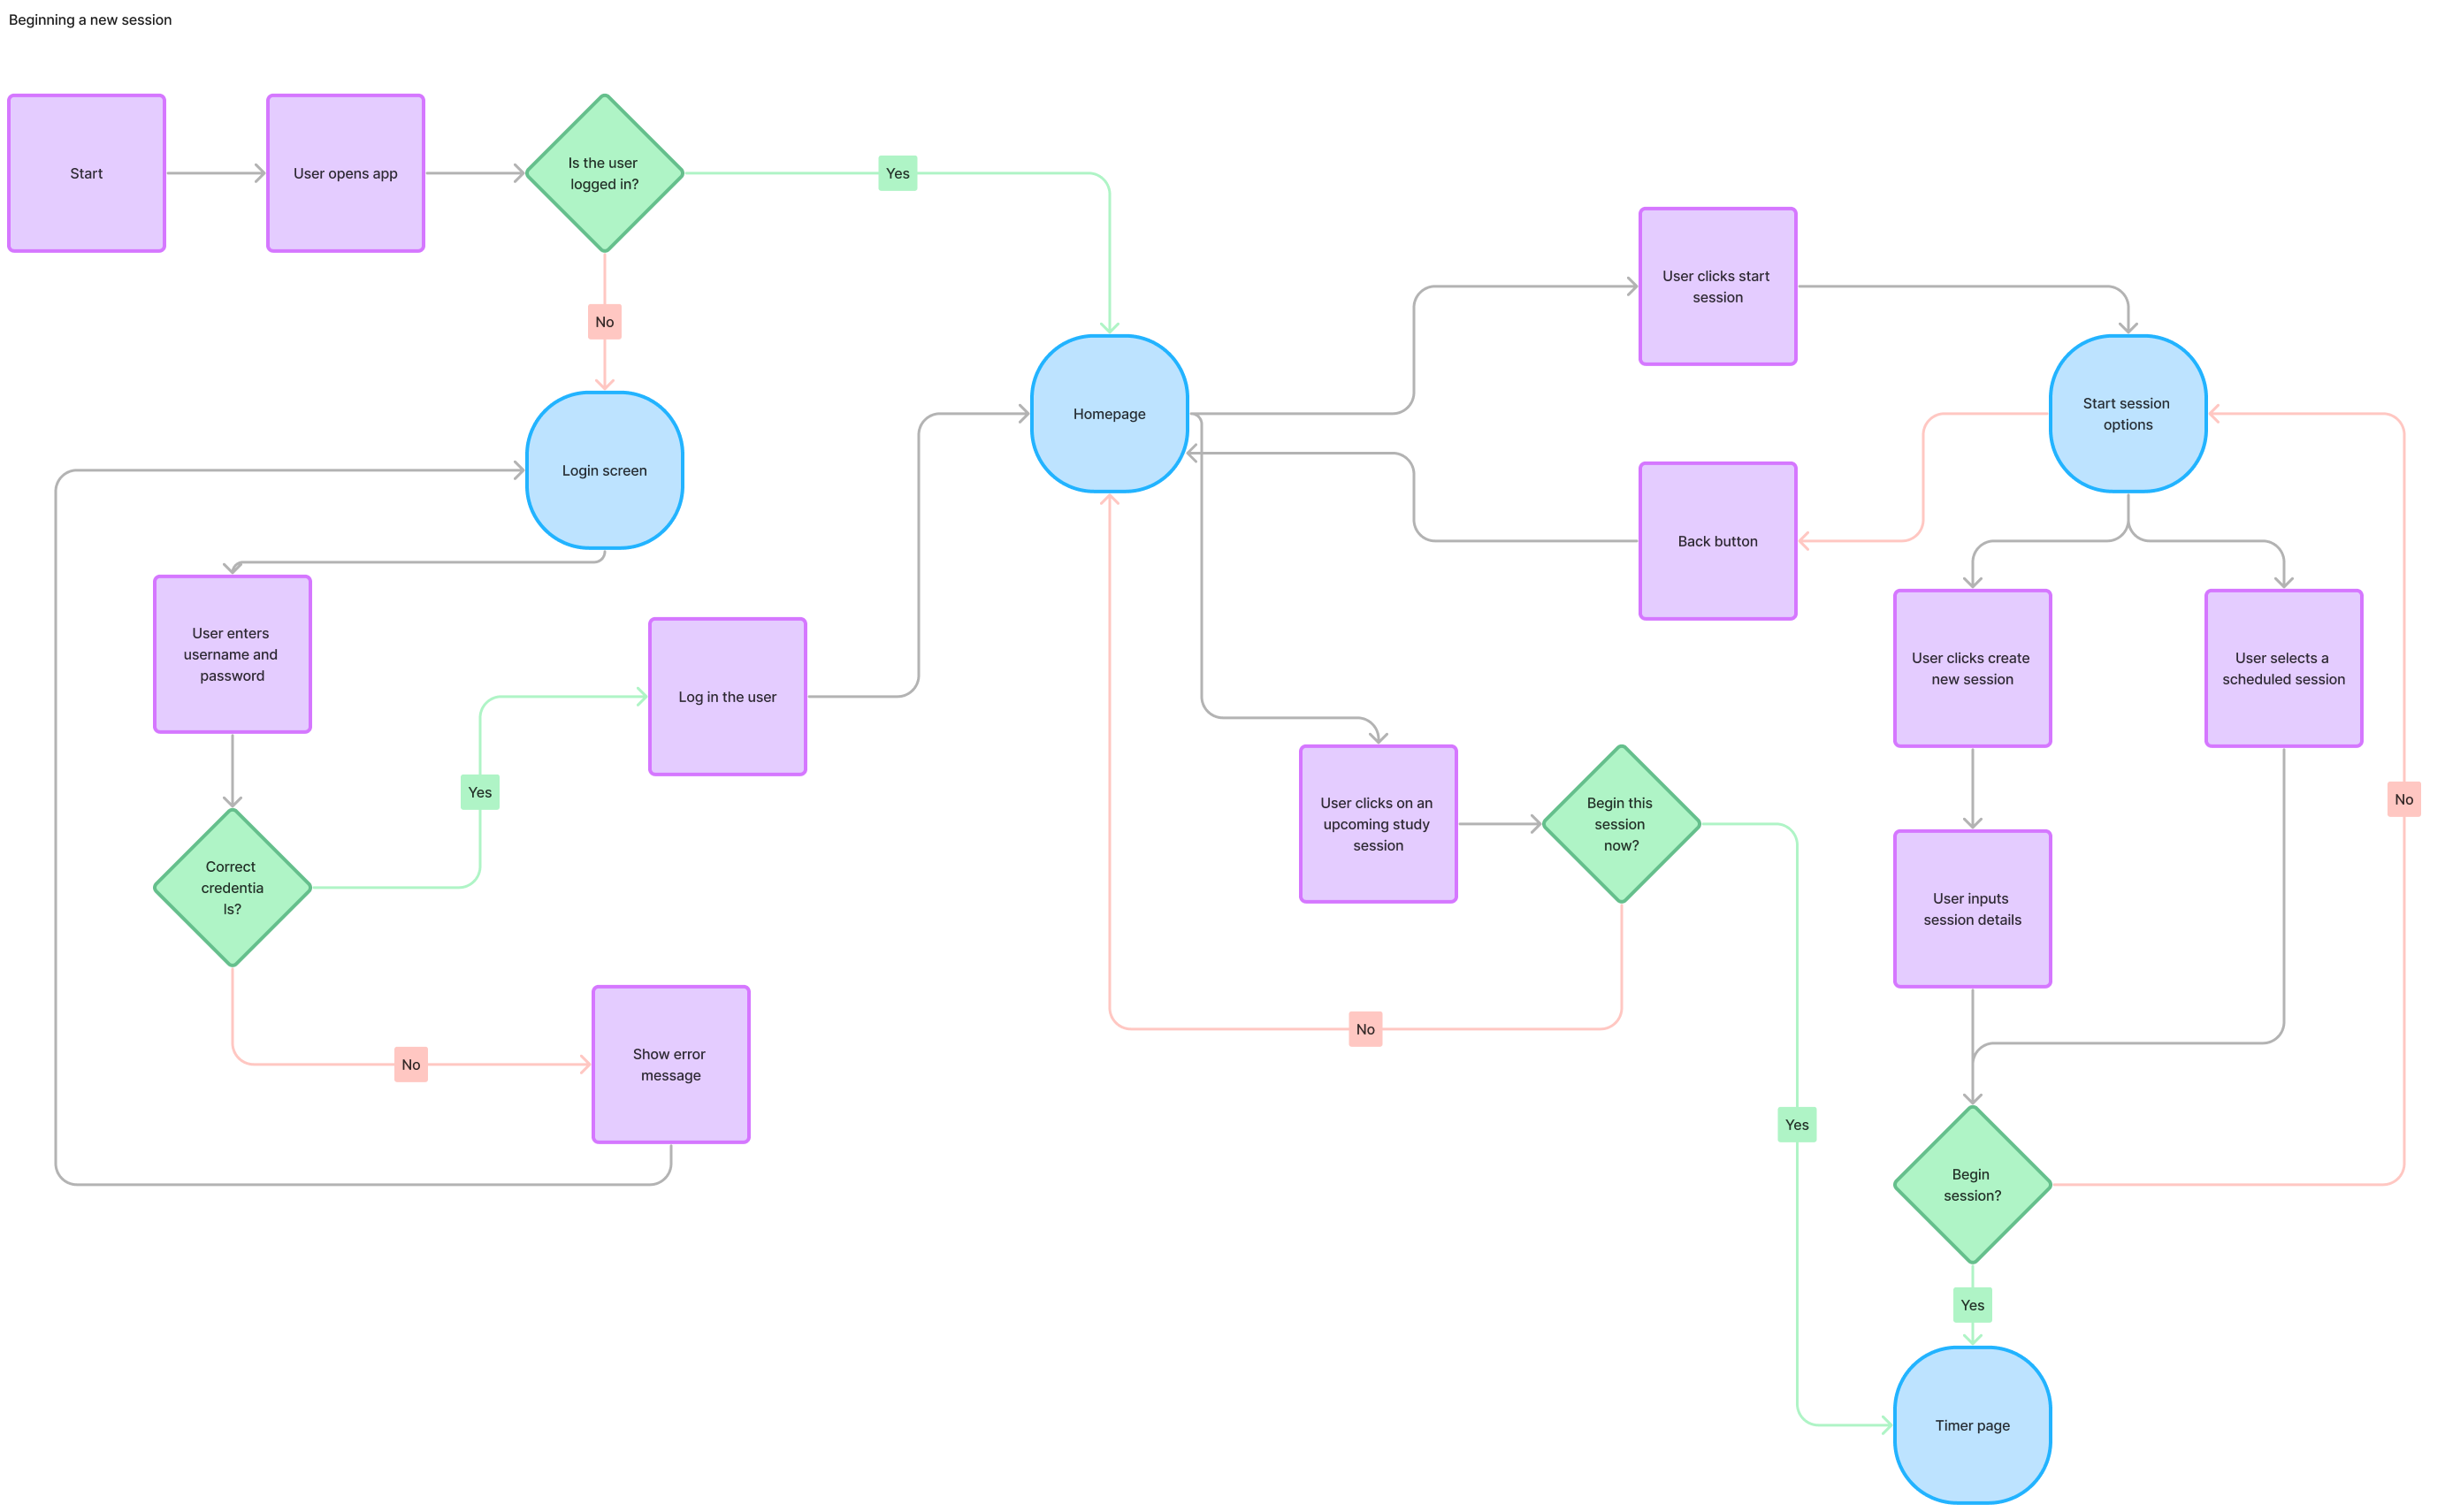 Beginning a new session
Start
User opens app
Is the user
logged in?
Yes
No
Login screen
User enters
username and
password
Correct
credentia
ls?
Yes
Log in the user
No
Show error
message
Homepage
User clicks start
session
Back button
Start session
options
User clicks on an
upcoming study
session
Begin this
session
now?
No
Yes
User clicks create
new session
User selects a
scheduled session
User inputs
session details
No
Begin
session?
Yes
Timer page